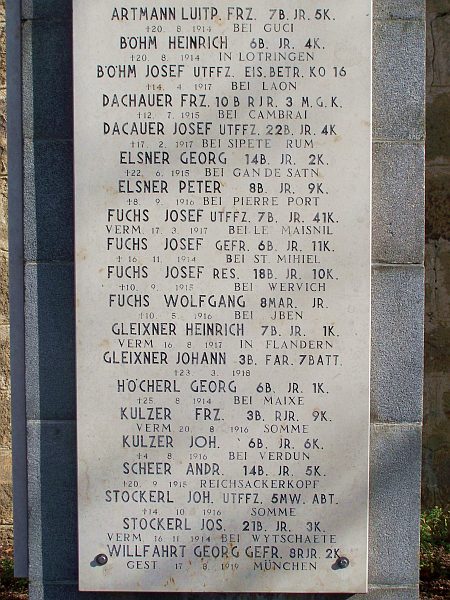 ARTMANN LUITP. FRZ. 7B. JR. 5K.
+20. 8. 1914 BEI GUCI
BÖHM HEINRICH 6B. JR. 4K.
+20. 8. 1914 IN LOTRINGEN
BÖHM JOSEF UTFFZ. EIS. BETR. KO 16
+14. 4. 1917 BEI LAON
DACHAUER FRZ. 10B RJR. 3 M.G.K.
+12. 7. 1915 BEI CAMBRAI
DACAUER JOSEF UTFFZ. 22B. JR. 4K
+17. 2. 1917 BEI SIPETE RUM
ELSNER GEORG 14B. JR. 2K.
+22. 6. 1915 BEI GAN DE SATN
ELSNER PETER 8B. JR. 9K.
+8. 9. 1916 BEI PIERRE PORT
FUCHS JOSEF UTFFZ. 7B. JR. 41K.
VERM. 17. 3. 1917 BEI LE MAISNIL
FUCHS JOSEF GEFR. 6B. JR. 11K.
+16. 11. 1914 BEI ST. MIHIEL
FUCHS JOSEF RES. 18B. JR. 10K.
+10. 9. 1915 BEI WERVICH
FUCHS WOLFGANG 8MAR. JR.
+10. 5. 1916 BEI JBEN
GLEIXNER HEINRICH 7B. JR. 1K.
VERM. 16. 8. 1917 IN FLANDERN
GLEIXNER JOHANN 3B. FAR. 7BATT.
+23. 3. 1918
HÖCHERL GEORG 6B. JR. 1K.
+25. 8. 1914 BEI MAIXE
KULZER FRZ. 3B. RJR. 9K.
VERM. 20. 8. 1916 SOMME
KULZER JOH. 6B. JR. 6K.
+4. 8. 1916 BEI VERDUN
SCHEER ANDR. 14B. JR. 5K.
+20. 9. 1915 REICHSACKERKOPF
STOCKERL JOH. UTFFZ. 5MW. ABT.
+14. 10. 1916 SOMME
STOCKERL JOS. 21B. JR. 3K.
VERM. 16. 11. 1914 BEI WYTSCHAETE
WILLFAHRT GEORG GEFR. 8RJR. 2K
GEST. 17. 8. 1919 MÜNCHEN